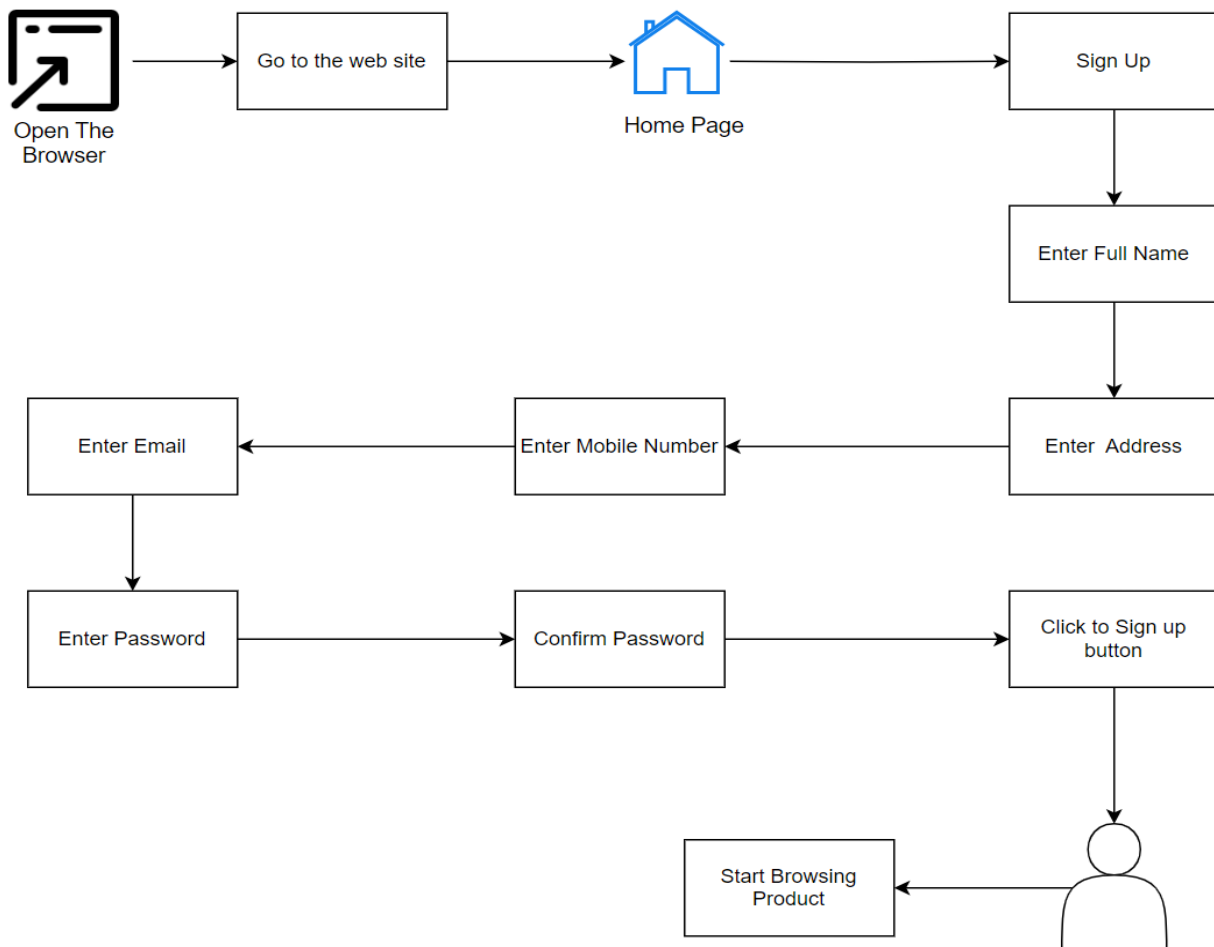 Open The
Browser
Go to the web site
Home Page
Sign Up
Enter Full Name
Enter Address
Enter Mobile Number
Enter Email
Enter Password
Confirm Password
Click to Sign up
button
Start Browsing
Product